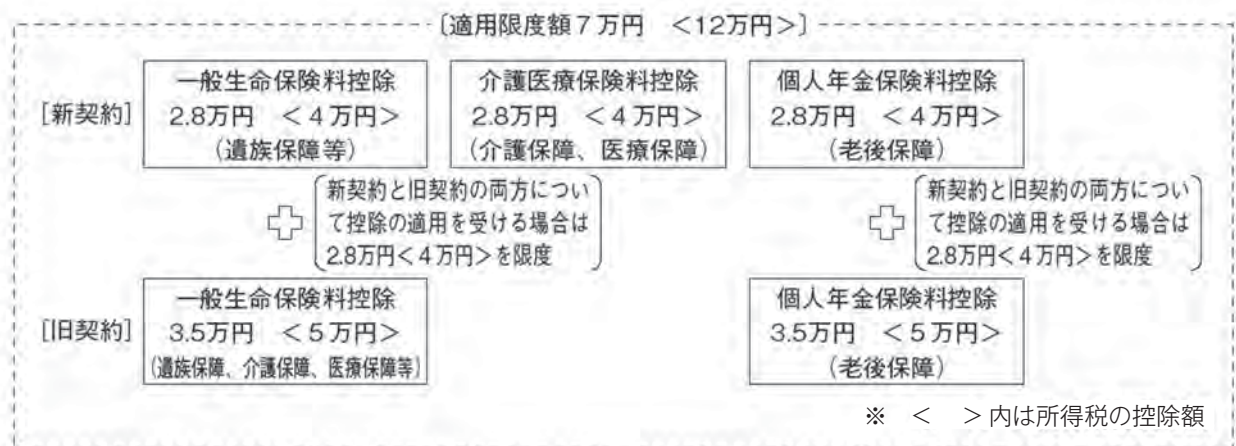 〔適用限度額7万円 <12万円>〕
[新契約]
一般生命保険料控除
2.8万円 <4万円>
(遺族保障等)
介護医療保険料控除
2.8万円 <4万円>
(介護保障、医療保障)
個人年金保険料控除
2.8万円 <4万円>
(老後保障)
新契約と旧契約の両方につい
て控除の適用を受ける場合は
2.8万円<4万円>を限度
新契約と旧契約の両方につい
て控除の適用を受ける場合は
2.8万円<4万円>を限度
[旧契約]
一般生命保険料控除
3.5万円 <5万円>
(遺族保障、介護保障、医療保障等)
個人年金保険料控除
3.5万円 <5万円>
(老後保障)
※ < >内は所得税の控除額